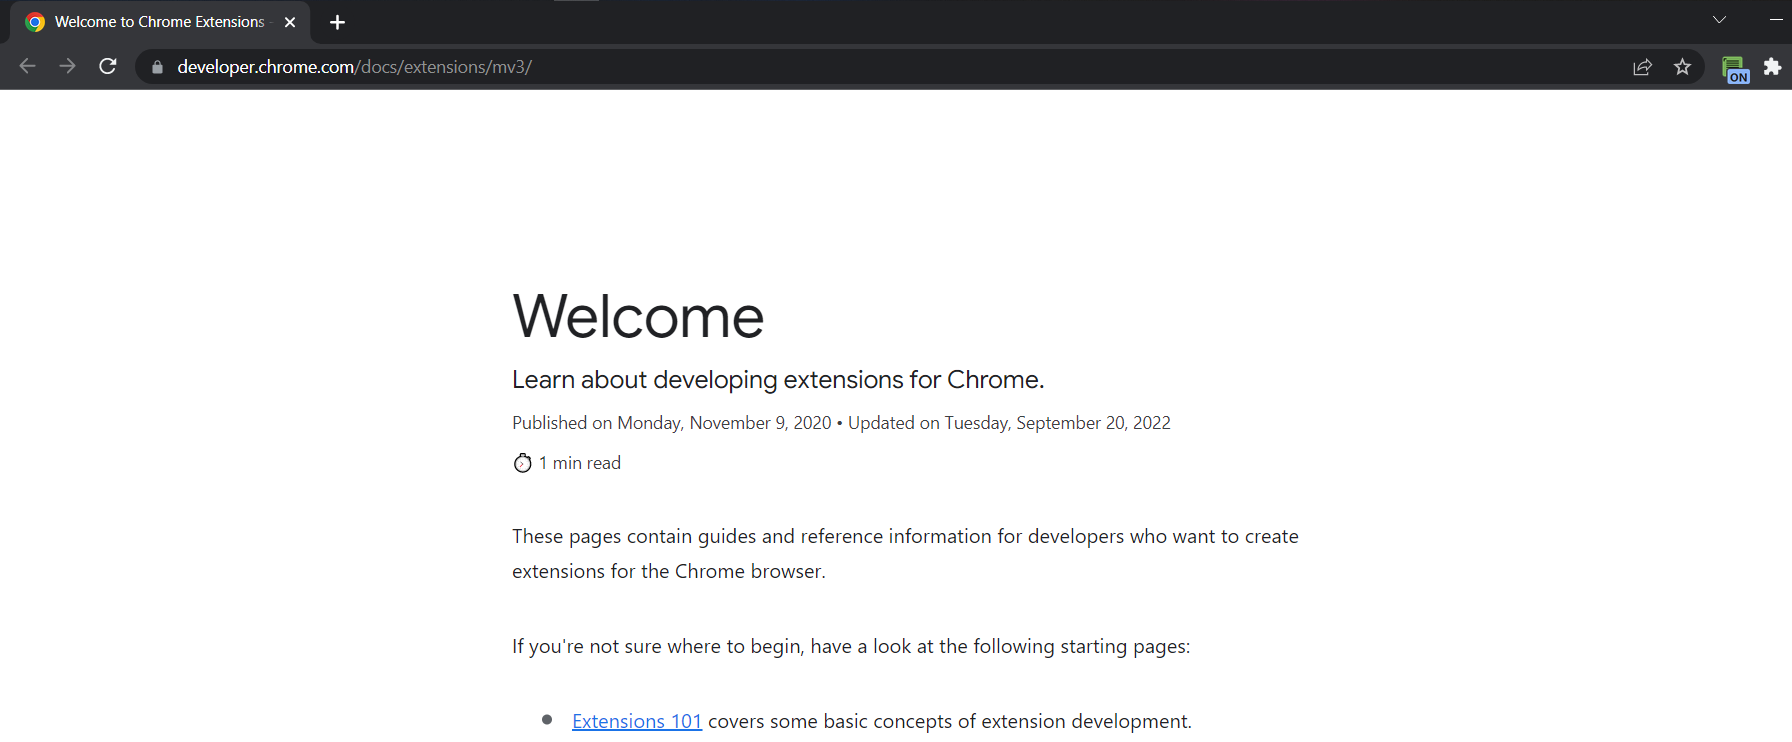 Welcome to Chrome Extensions -
developer.chrome.com/docs/extensions/mv3/
ON
Welcome
Learn about developing extensions for Chrome.
Published on Monday, November 9, 2020 • Updated on Tuesday, September 20, 2022
1 min read
These pages contain guides and reference information for developers who want to create
extensions for the Chrome browser.
If you're not sure where to begin, have a look at the following starting pages:
Extensions 101 covers some basic concepts of extension development.